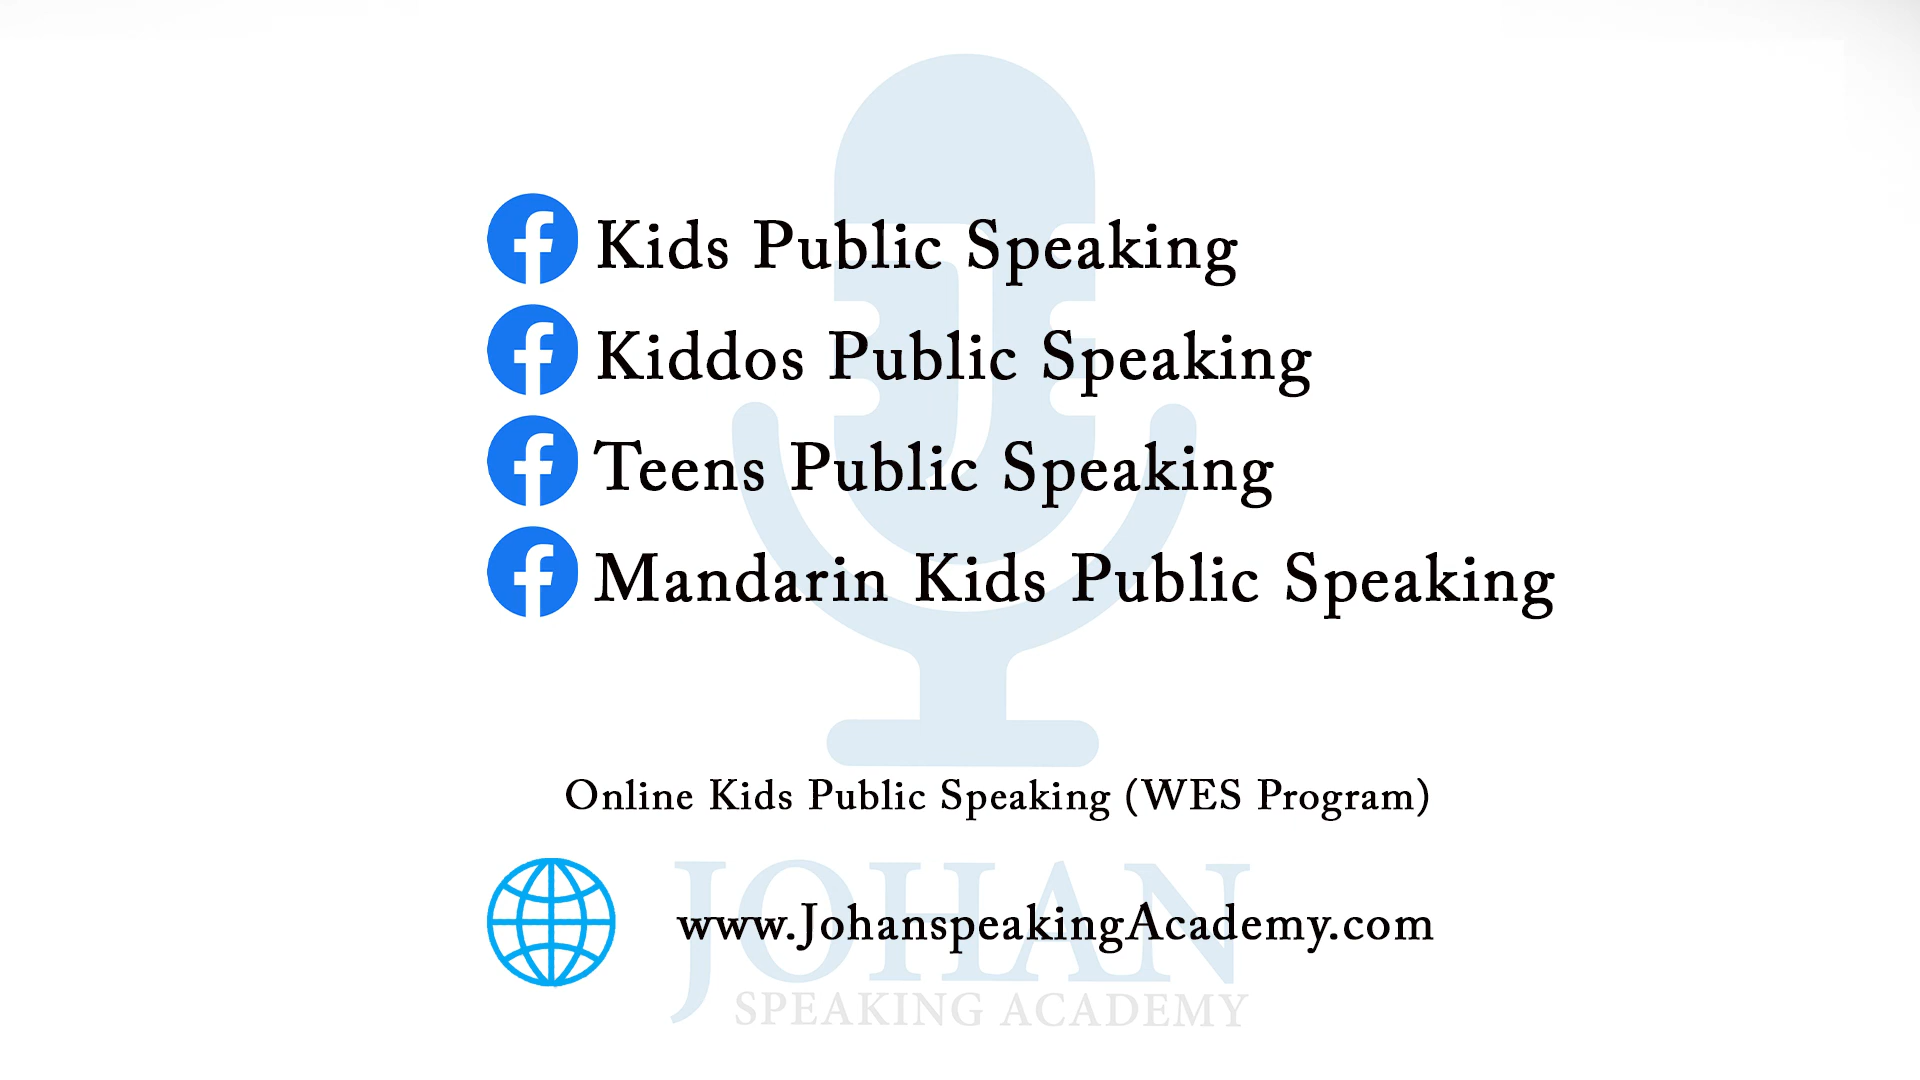 Kids Public Speaking
Kiddos Public Speaking
Teens Public Speaking
Mandarin Kids Public Speaking
Online Kids Public Speaking (WES Program)
www.JohanspeakingAcademy.com
JOHAN
SPEAKING ACADEMY